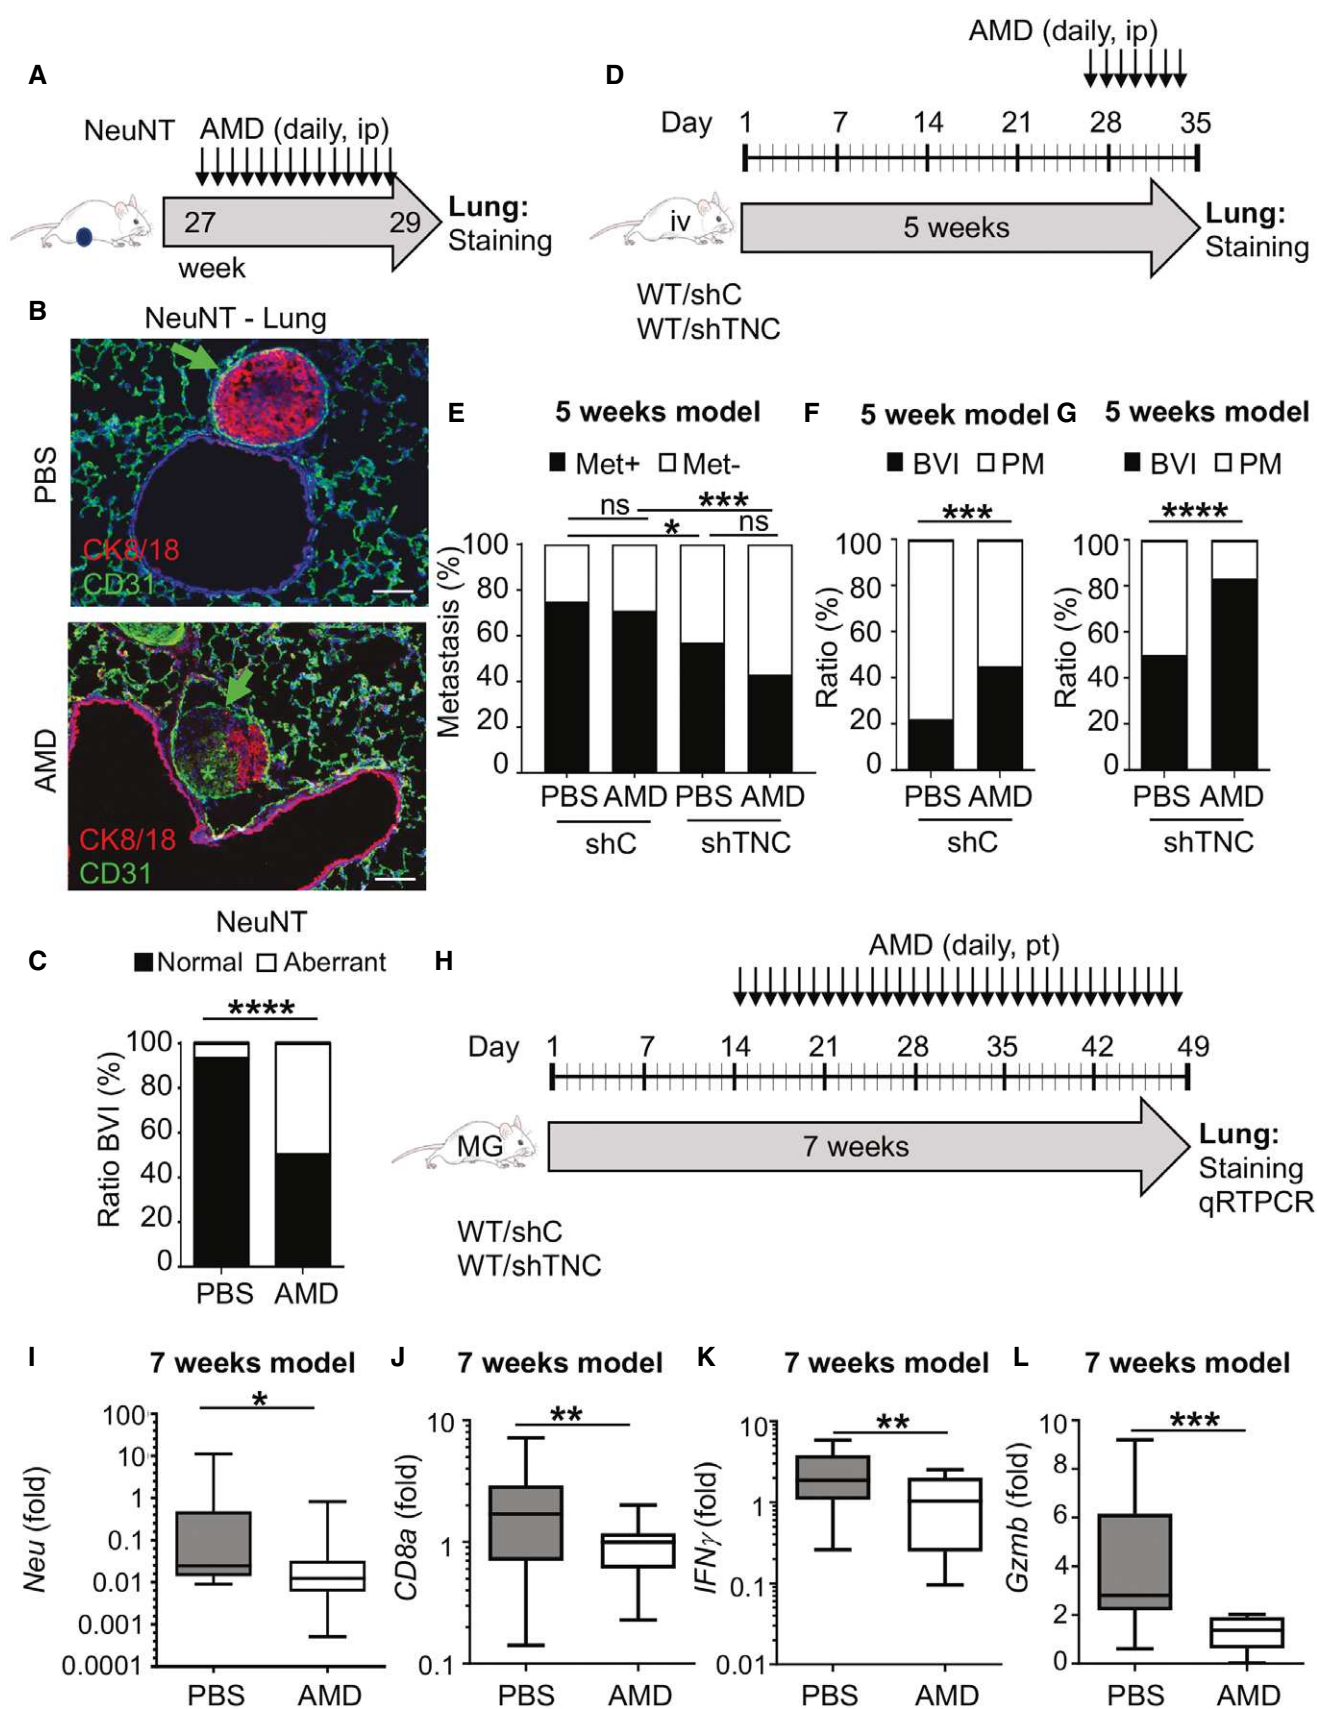 A
NeuNT AMD (daily, ip)
27 29
week
Lung:
Staining
D
AMD (daily, ip)
Day 1 7 14 21 28 35
iv
5 weeks
Lung:
Staining
WT/shC
WT/shTNC
B
NeuNT - Lung
PBS
CK8/18
CD31
AMD
CK8/18
CD31
C
NeuNT
Normal Aberrant
****
Ratio BVI (%)
100
80
60
40
20
0
PBS AMD
E
5 weeks model
Met+ Met-
ns ***
* ns
Metastasis (%)
100
80
60
40
20
0
PBS AMD PBS AMD
shC shTNC
F
5 week model
BVI PM
***
Ratio (%)
100
80
60
40
20
0
PBS AMD
shC
G
5 weeks model
BVI PM
****
Ratio (%)
100
80
60
40
20
0
PBS AMD
shTNC
H
AMD (daily, pt)
Day 1 7 14 21 28 35 42 49
MG
7 weeks
Lung:
Staining
qRTPCR
WT/shC
WT/shTNC
I
7 weeks model
*
Neu (fold)
100
10
1
0.1
0.01
0.001
0.0001
PBS AMD
J
7 weeks model
**
CD8a (fold)
10
1
0.1
PBS AMD
K
7 weeks model
**
IFNγ (fold)
10
1
0.1
0.01
PBS AMD
L
7 weeks model
***
Gzmb (fold)
10
8
6
4
2
0
PBS AMD